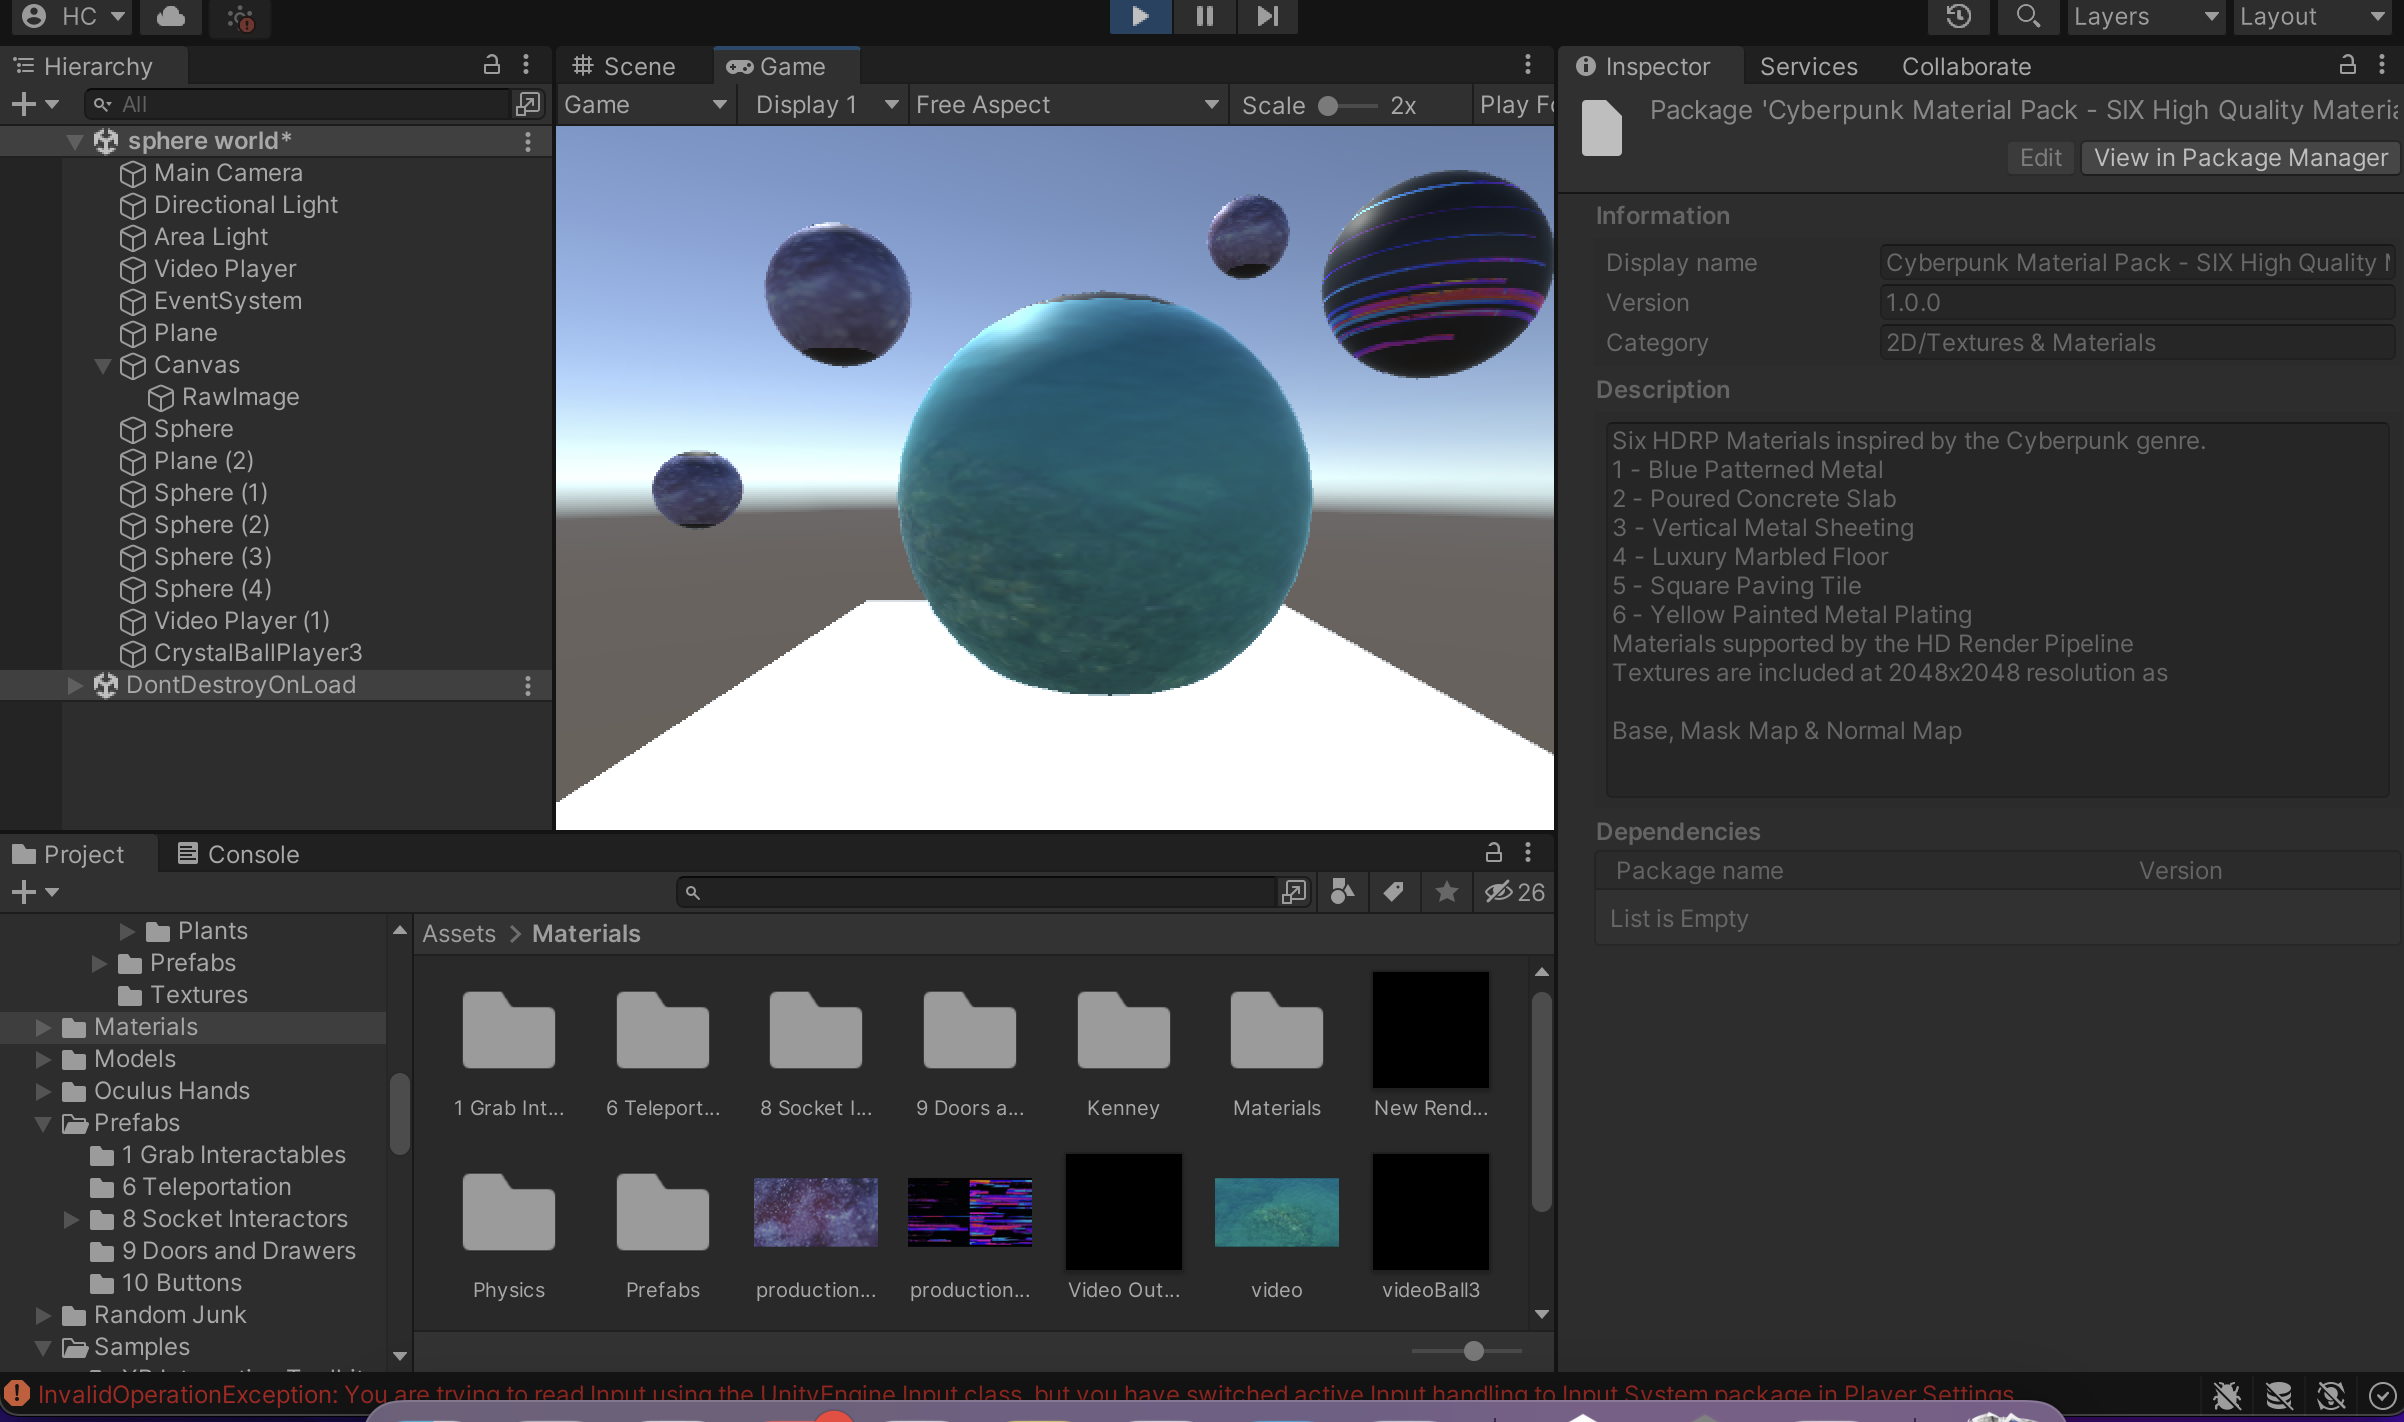 HC
Layers
Layout
Hierarchy
All
sphere world*
Main Camera
Directional Light
Area Light
Video Player
EventSystem
Plane
Canvas
RawImage
Sphere
Plane (2)
Sphere (1)
Sphere (2)
Sphere (3)
Sphere (4)
Video Player (1)
CrystalBallPlayer3
DontDestroyOnLoad
Scene
Game
Game
Display 1
Free Aspect
Scale
2x
Play Fo
Inspector
Services
Collaborate
Package 'Cyberpunk Material Pack - SIX High Quality Materia
Edit
View in Package Manager
Information
Display name
Cyberpunk Material Pack - SIX High Quality
Version
1.0.0
Category
2D/Textures & Materials
Description
Six HDRP Materials inspired by the Cyberpunk genre.
1 - Blue Patterned Metal
2 - Poured Concrete Slab
3 - Vertical Metal Sheeting
4 - Luxury Marbled Floor
5 - Square Paving Tile
6 - Yellow Painted Metal Plating
Materials supported by the HD Render Pipeline
Textures are included at 2048x2048 resolution as
Base, Mask Map & Normal Map
Dependencies
Package name
Version
List is Empty
Project
Console
26
Plants
Prefabs
Textures
Materials
Models
Oculus Hands
Prefabs
1 Grab Interactables
6 Teleportation
8 Socket Interactors
9 Doors and Drawers
10 Buttons
Random Junk
Samples
Assets > Materials
1 Grab Int...
6 Teleport...
8 Socket I...
9 Doors a...
Kenney
Materials
New Rend...
Physics
Prefabs
production...
production...
Video Out...
video
videoBall3
InvalidOperationException: You are trying to read Input using the UnityEngine.Input class, but you have switched active Input handling to Input System package in Player Settings.